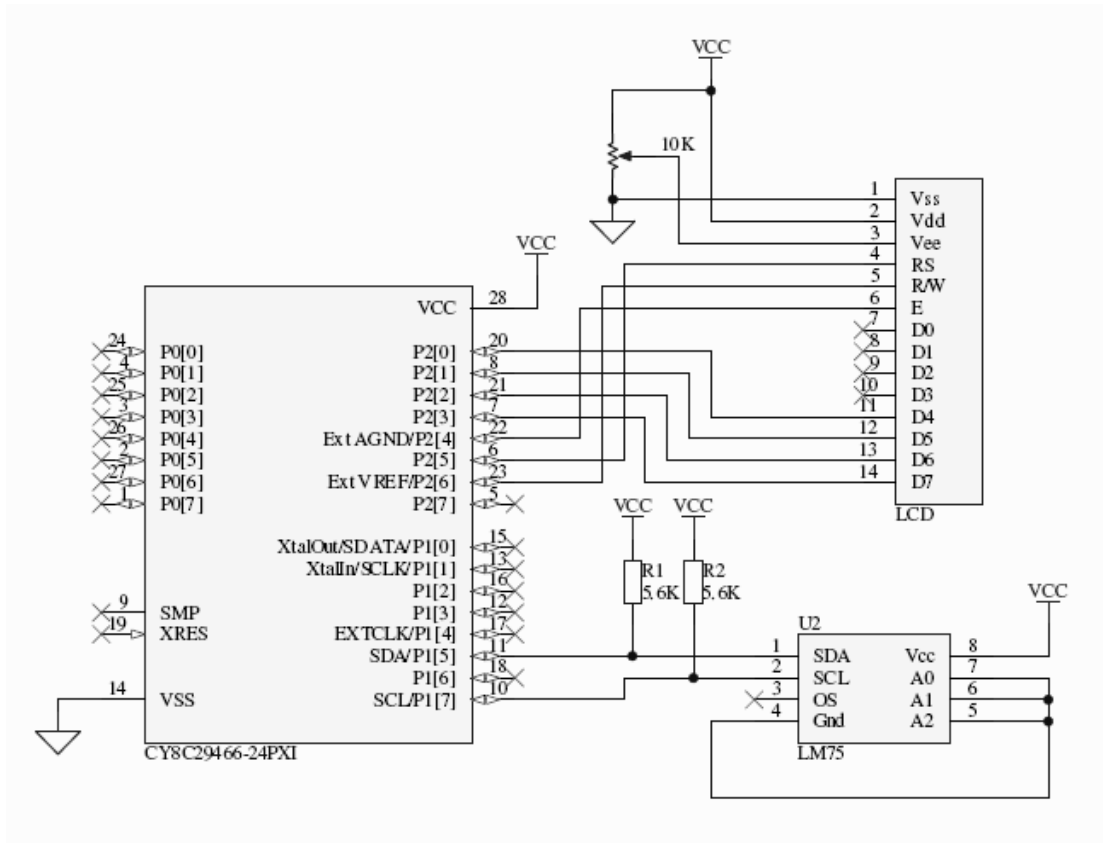 VCC
10K
1 Vss
2 Vdd
3 Vee
4 RS
5 R/W
6 E
7 D0
8 D1
9 D2
10 D3
11 D4
12 D5
13 D6
14 D7
LCD
VCC
VCC 28
24 P0[0] P2[0] 20
4 P0[1] P2[1] 8
25 P0[2] P2[2] 21
3 P0[3] P2[3] 7
26 P0[4] ExtAGND/P2[4] 22
2 P0[5] P2[5] 6
27 P0[6] ExtVREF/P2[6] 23
1 P0[7] P2[7] 5
XtalOut/SDATA/P1[0] 15
XtalIn/SCLK/P1[1] 13
P1[2] 16
P1[3] 12
9 SMP
19 XRES EXTCLK/P1[4] 17
SDA/P1[5] 11
P1[6] 18
14 VSS SCL/P1[7] 10
CY8C29466-24PXI
VCC VCC
R1 R2
5.6K 5.6K
VCC
U2
1 SDA Vcc 8
2 SCL A0 7
3 OS A1 6
4 Gnd A2 5
LM75